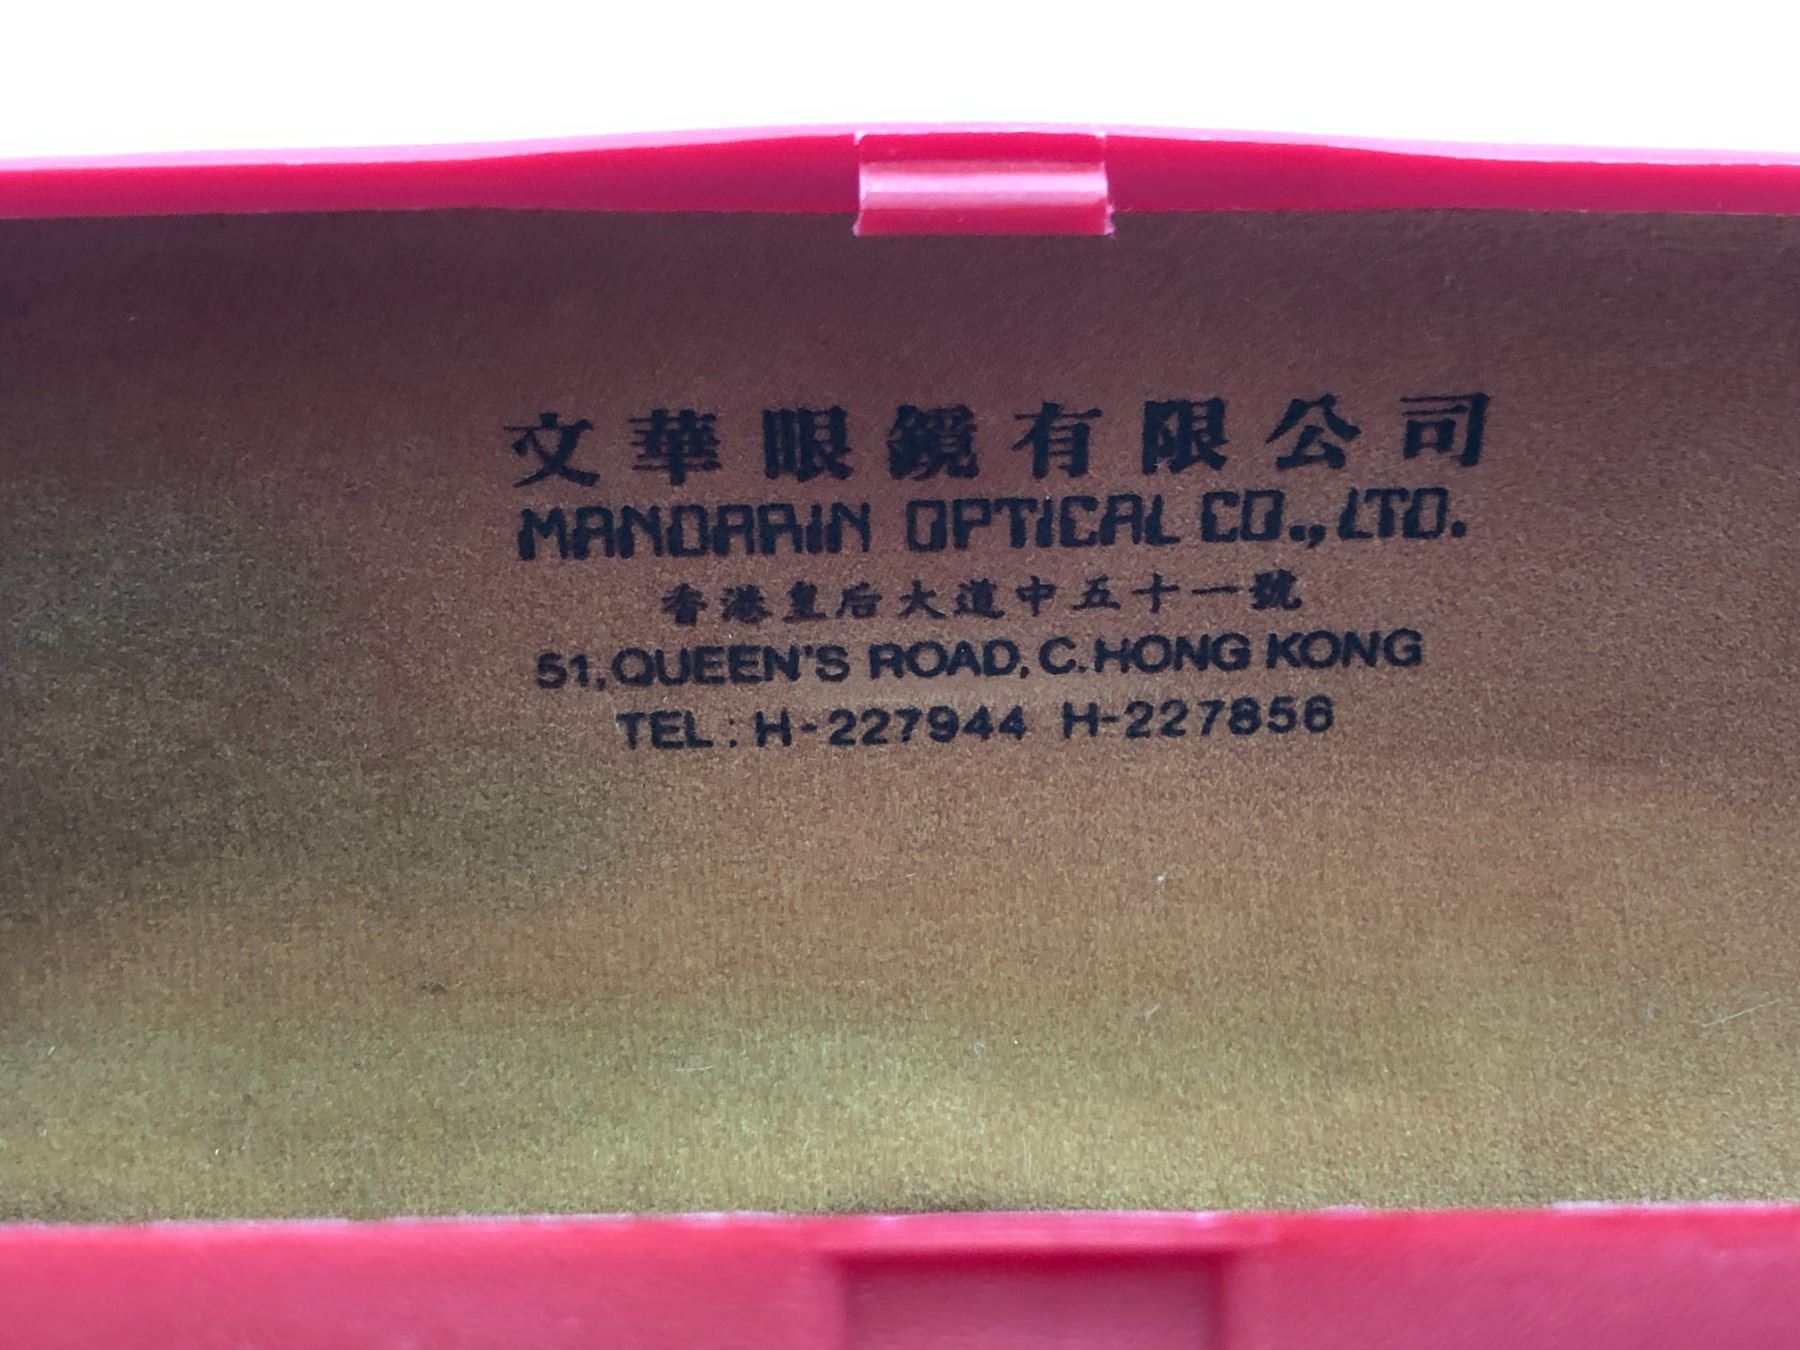 文華眼鏡有限公司
MANDARIN OPTICAL CO., LTD.
香港皇后大道中五十一號
51, QUEEN'S ROAD, C. HONG KONG
TEL: H-227944 H-227856